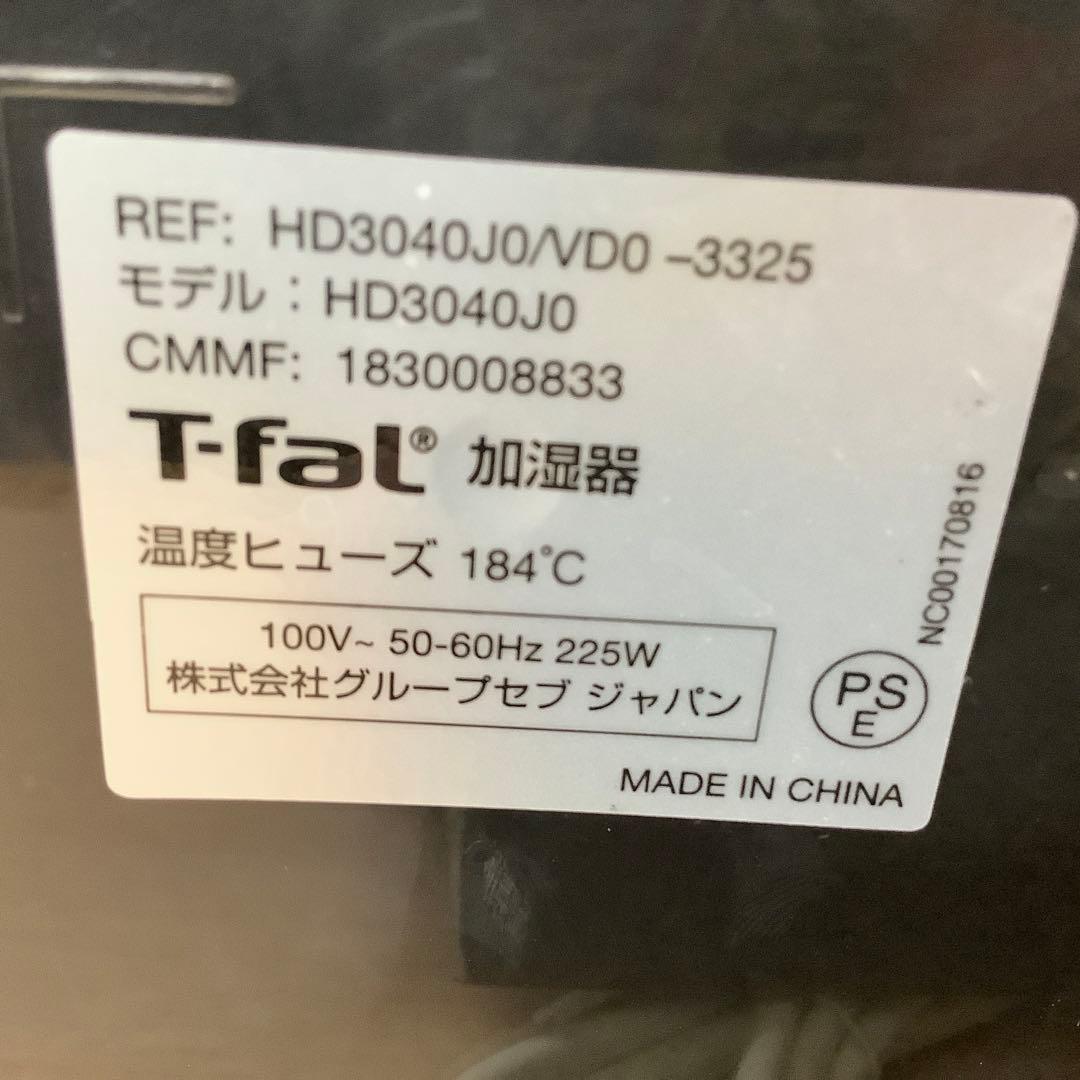 REF: HD3040J0/VD0 -3325
モデル : HD3040J0
CMMF: 1830008833
T-fal® 加湿器
温度ヒューズ 184℃
100V~ 50-60Hz 225W
株式会社グループセブ ジャパン
NC00170816
PS
E
MADE IN CHINA